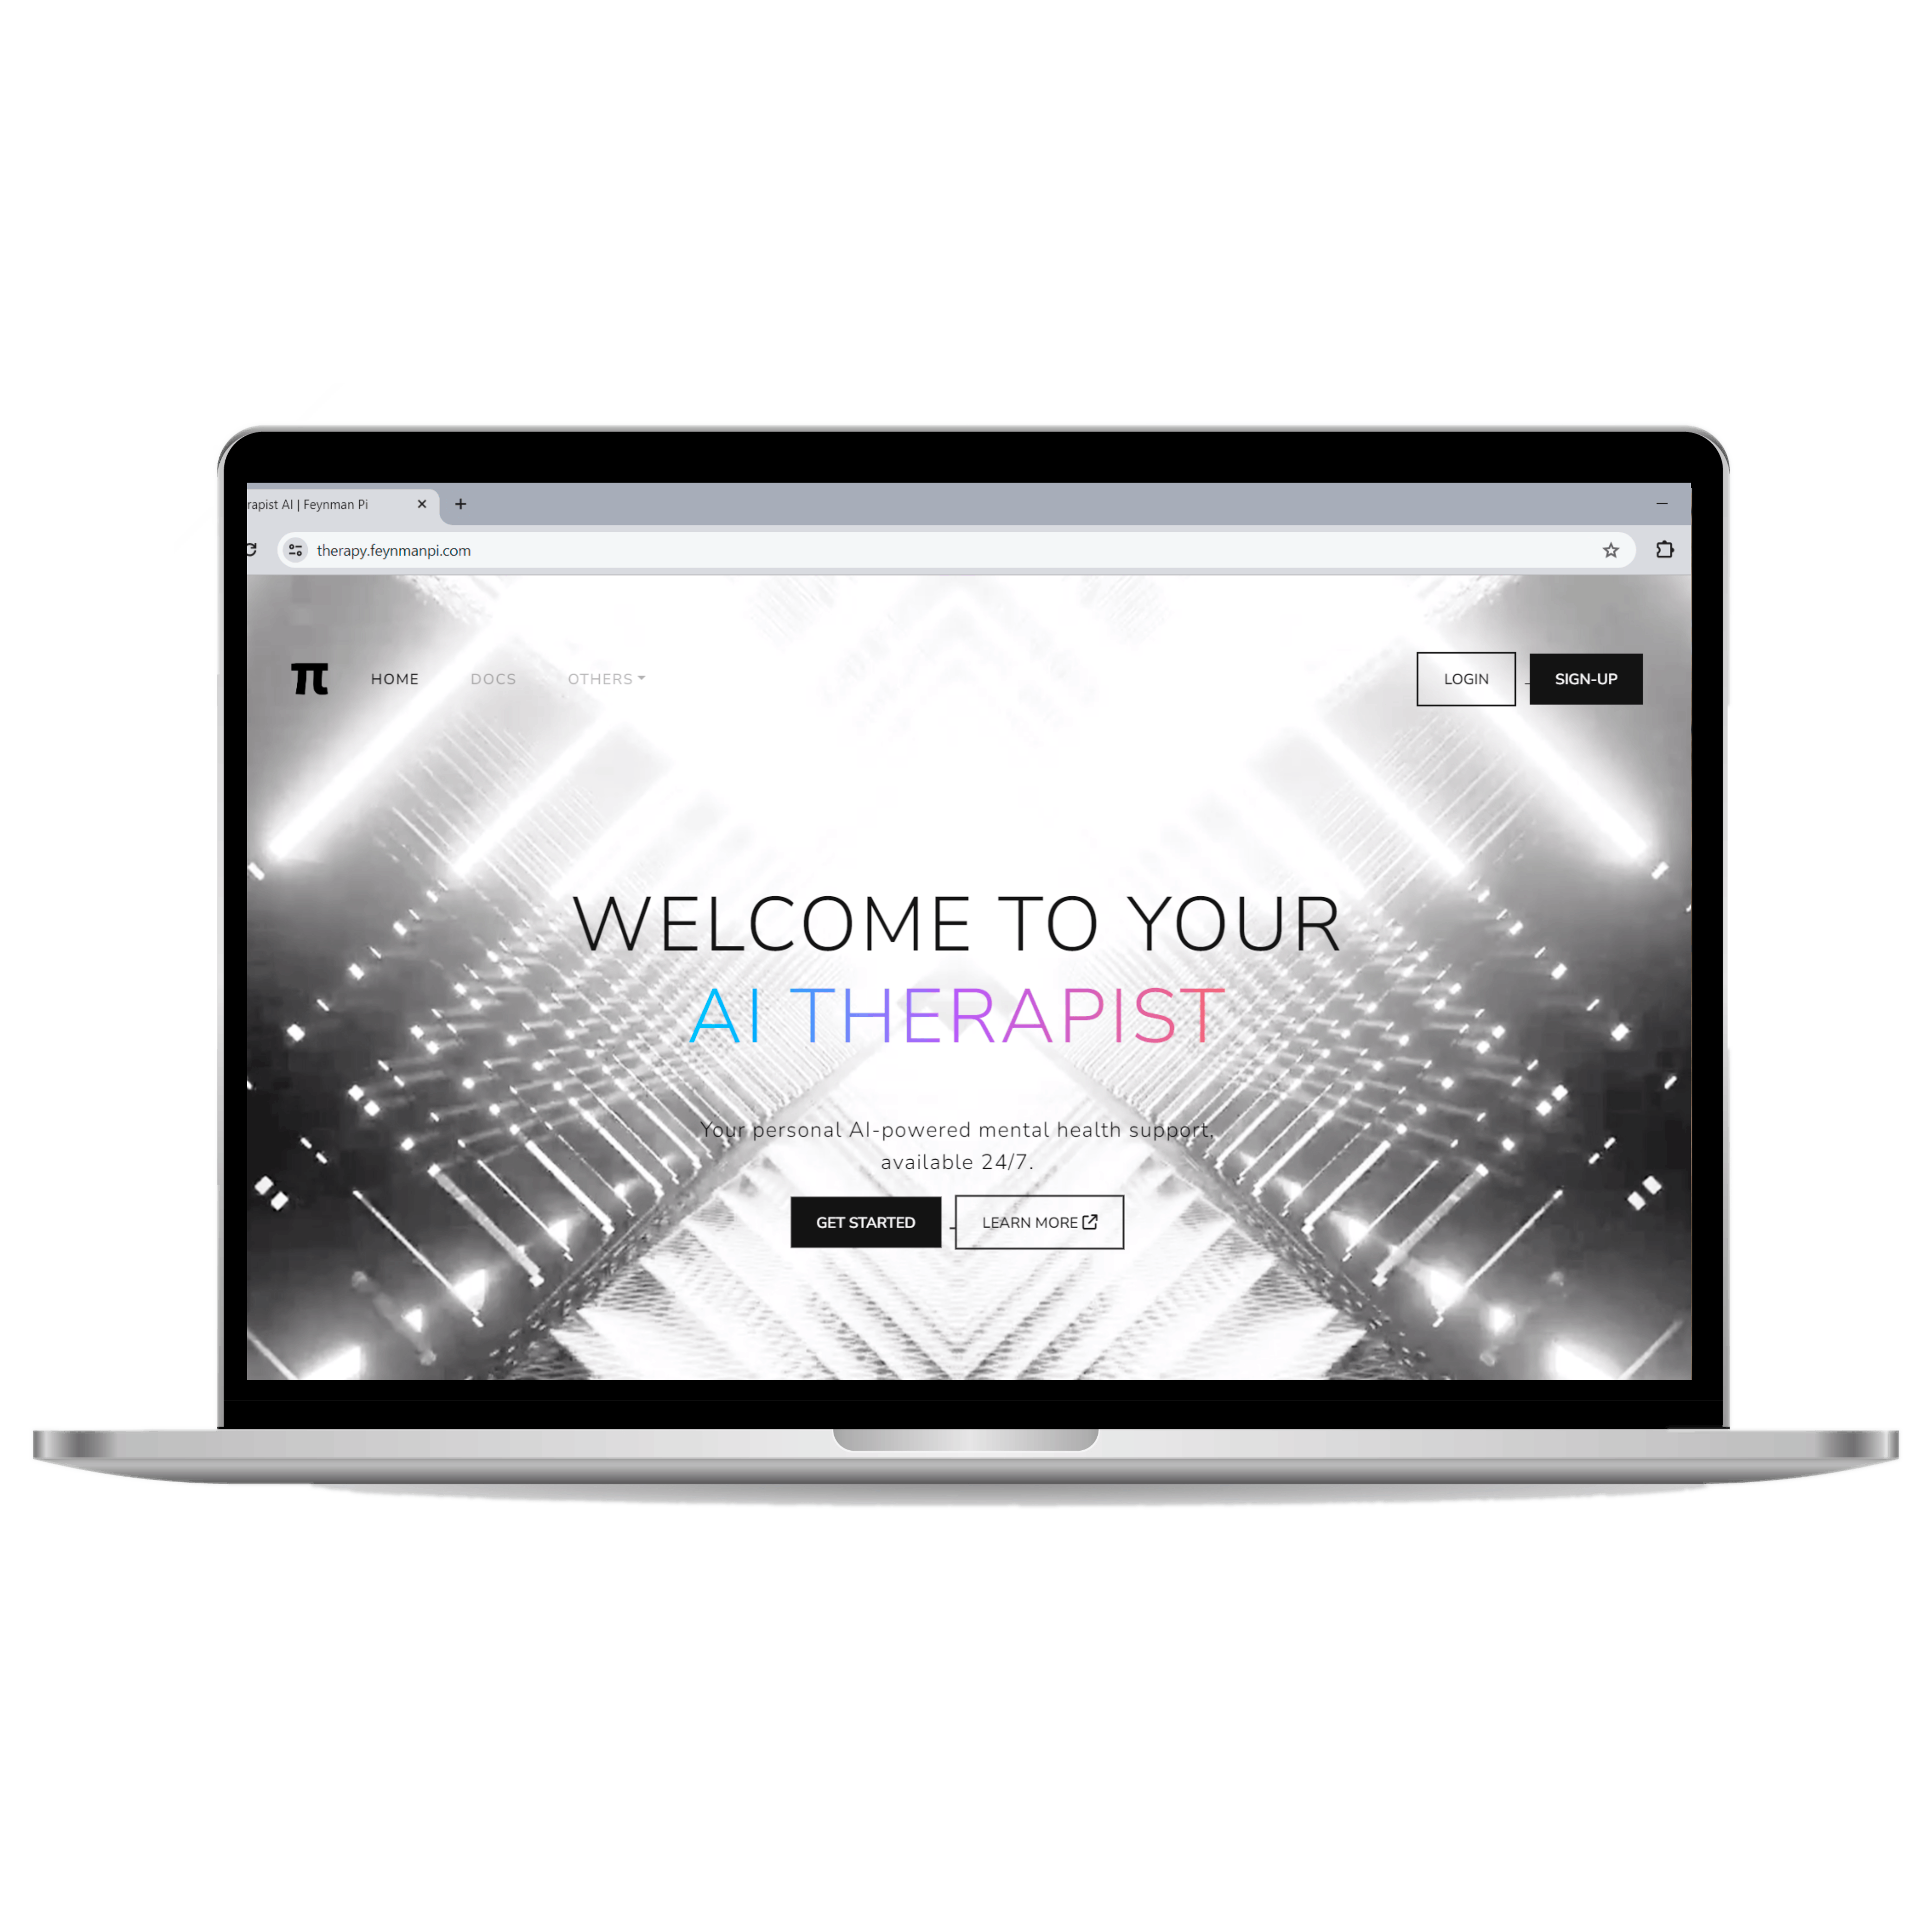 rapist AI | Feynman Pi
therapy.feynmanpi.com
π HOME DOCS OTHERS LOGIN SIGN-UP
WELCOME TO YOUR
AI THERAPIST
Your personal AI-powered mental health support,
available 24/7.
GET STARTED LEARN MORE